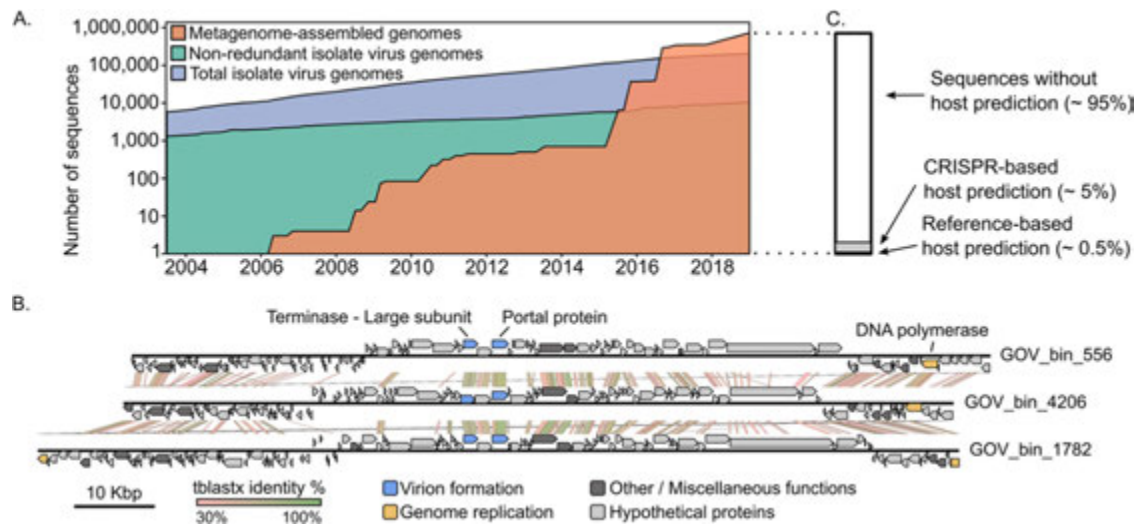 A.
Number of sequences
1,000,000
100,000
10,000
1,000
100
10
1
Metagenome-assembled genomes
Non-redundant isolate virus genomes
Total isolate virus genomes
2004 2006 2008 2010 2012 2014 2016 2018
C.
Sequences without
host prediction (~ 95%)
CRISPR-based
host prediction (~ 5%)
Reference-based
host prediction (~ 0.5%)
B.
Terminase - Large subunit
Portal protein
DNA polymerase
GOV_bin_556
GOV_bin_4206
GOV_bin_1782
10 Kbp
tblastx identity %
30% 100%
Virion formation
Genome replication
Other / Miscellaneous functions
Hypothetical proteins